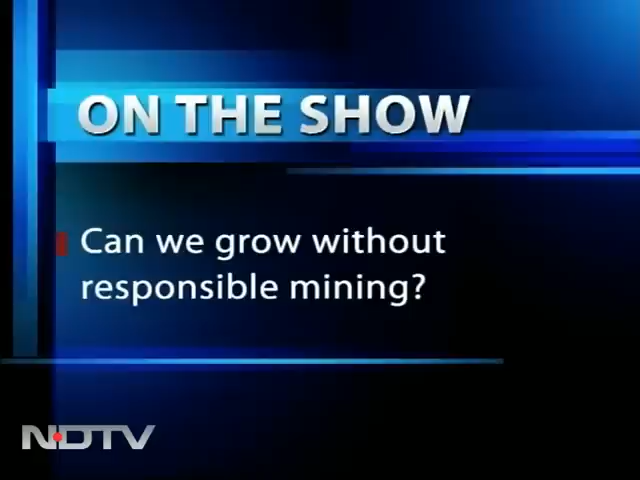 ON THE SHOW
Can we grow without
responsible mining?
NDTV